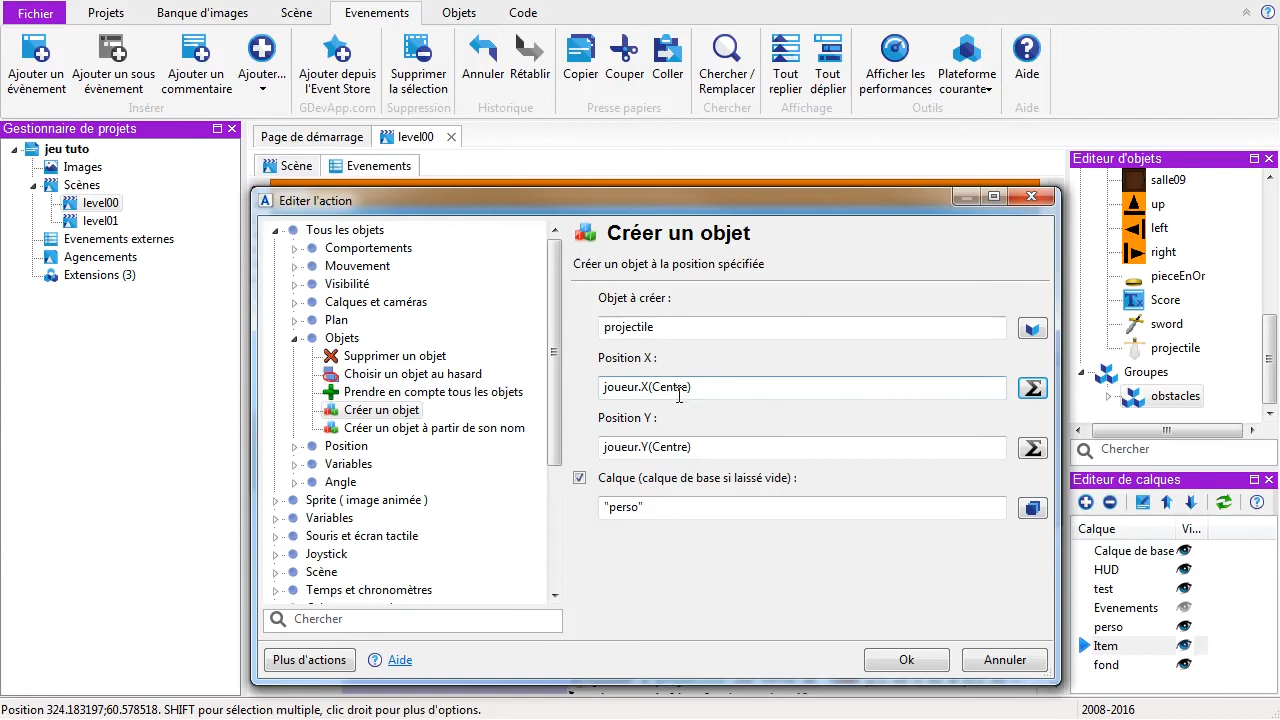 Fichier Projets Banque d'images Scène Evenements Objets Code
Ajouter un évènement
Ajouter un sous évènement
Ajouter un commentaire
Ajouter...
Insérer
Ajouter depuis l'Event Store
GDevApp.com
Supprimer la sélection
Suppression
Annuler Rétablir
Historique
Copier Couper Coller
Presse papiers
Chercher / Remplacer
Chercher
Tout replier
Tout déplier
Affichage
Afficher les performances
Plateforme courante
Outils
Aide
Aide
Gestionnaire de projets
jeu tuto
Images
Scènes
level00
level01
Evenements externes
Agencements
Extensions (3)
Page de démarrage level00
Scène Evenements
Editer l'action
Tous les objets
Comportements
Mouvement
Visibilité
Calques et caméras
Plan
Objets
Supprimer un objet
Choisir un objet au hasard
Prendre en compte tous les objets
Créer un objet
Créer un objet à partir de son nom
Position
Variables
Angle
Sprite ( image animée )
Variables
Souris et écran tactile
Joystick
Scène
Temps et chronomètres
Chercher
Plus d'actions
Aide
Créer un objet
Créer un objet à la position spécifiée
Objet à créer :
projectile
Position X :
joueur.X(Centre)
Position Y :
joueur.Y(Centre)
Calque (calque de base si laissé vide) :
"perso"
Ok Annuler
Editeur d'objets
salle09
up
left
right
pieceEnOr
Tx Score
sword
projectile
Groupes
obstacles
Chercher
Editeur de calques
Calque Vi...
Calque de base
HUD
test
Evenements
perso
Item
fond
Position 324.183197;60.578518. SHIFT pour sélection multiple, clic droit pour plus d'options.
2008-2016